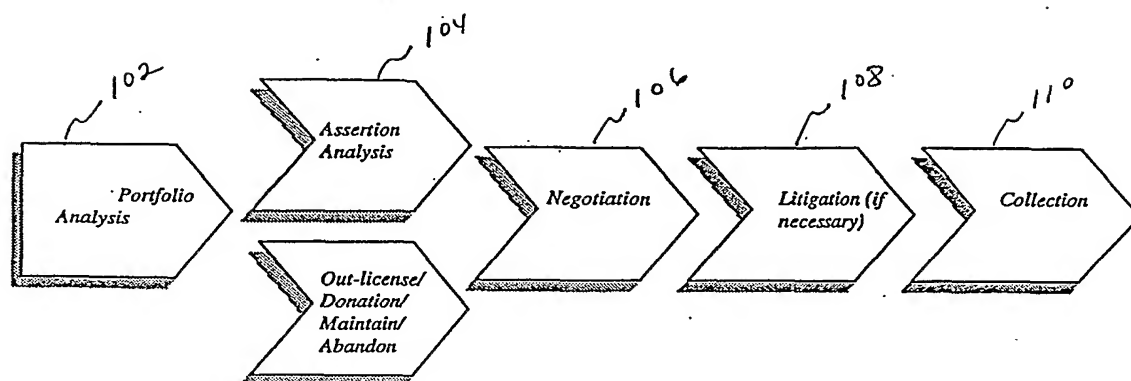 102
104
106
108
110
Portfolio
Analysis
Assertion
Analysis
Out-license/
Donation/
Maintain/
Abandon
Negotiation
Litigation (if
necessary)
Collection